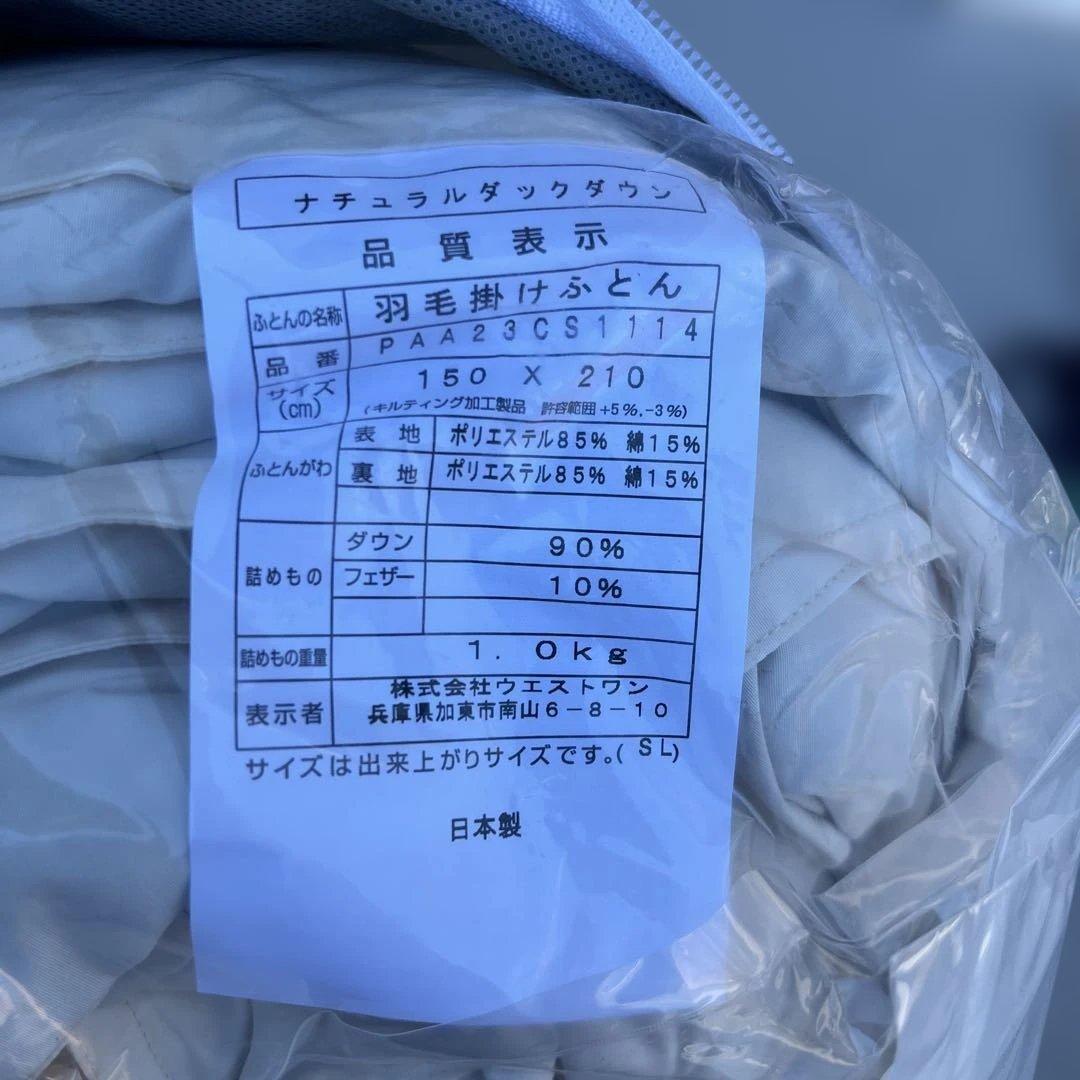 ナチュラルダックダウン
品質表示
ふとんの名称 羽毛掛けふとん
品番 PAA23CS1114
サイズ(cm) 150 X 210
(キルティング加工製品 許容範囲+5%,-3%)
ふとんがわ 表地 ポリエステル85% 綿15%
裏地 ポリエステル85% 綿15%
詰めもの ダウン 90%
フェザー 10%
詰めもの重量 1.0kg
表示者 株式会社ウエストワン
兵庫県加東市南山6-8-10
サイズは出来上がりサイズです。(SL)
日本製